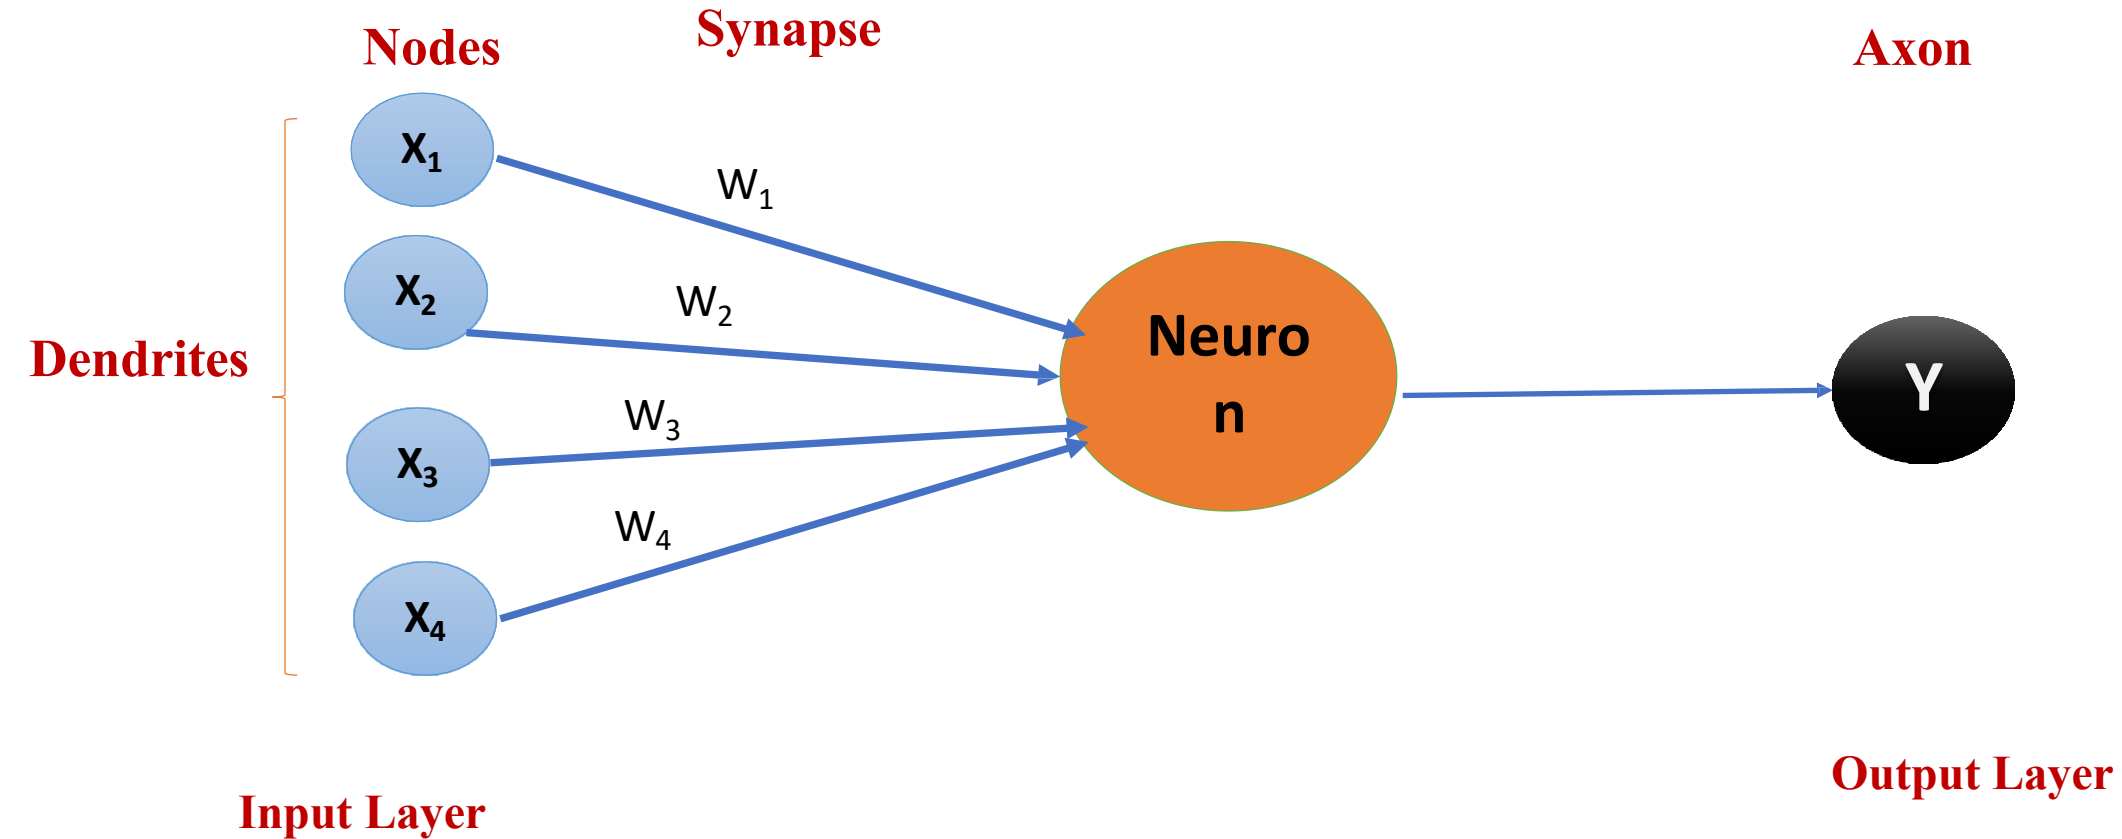 Nodes
Synapse
Axon
X₁
W₁
X₂
W₂
Neuro
n
Dendrites
Y
W₃
X₃
W₄
X₄
Input Layer
Output Layer